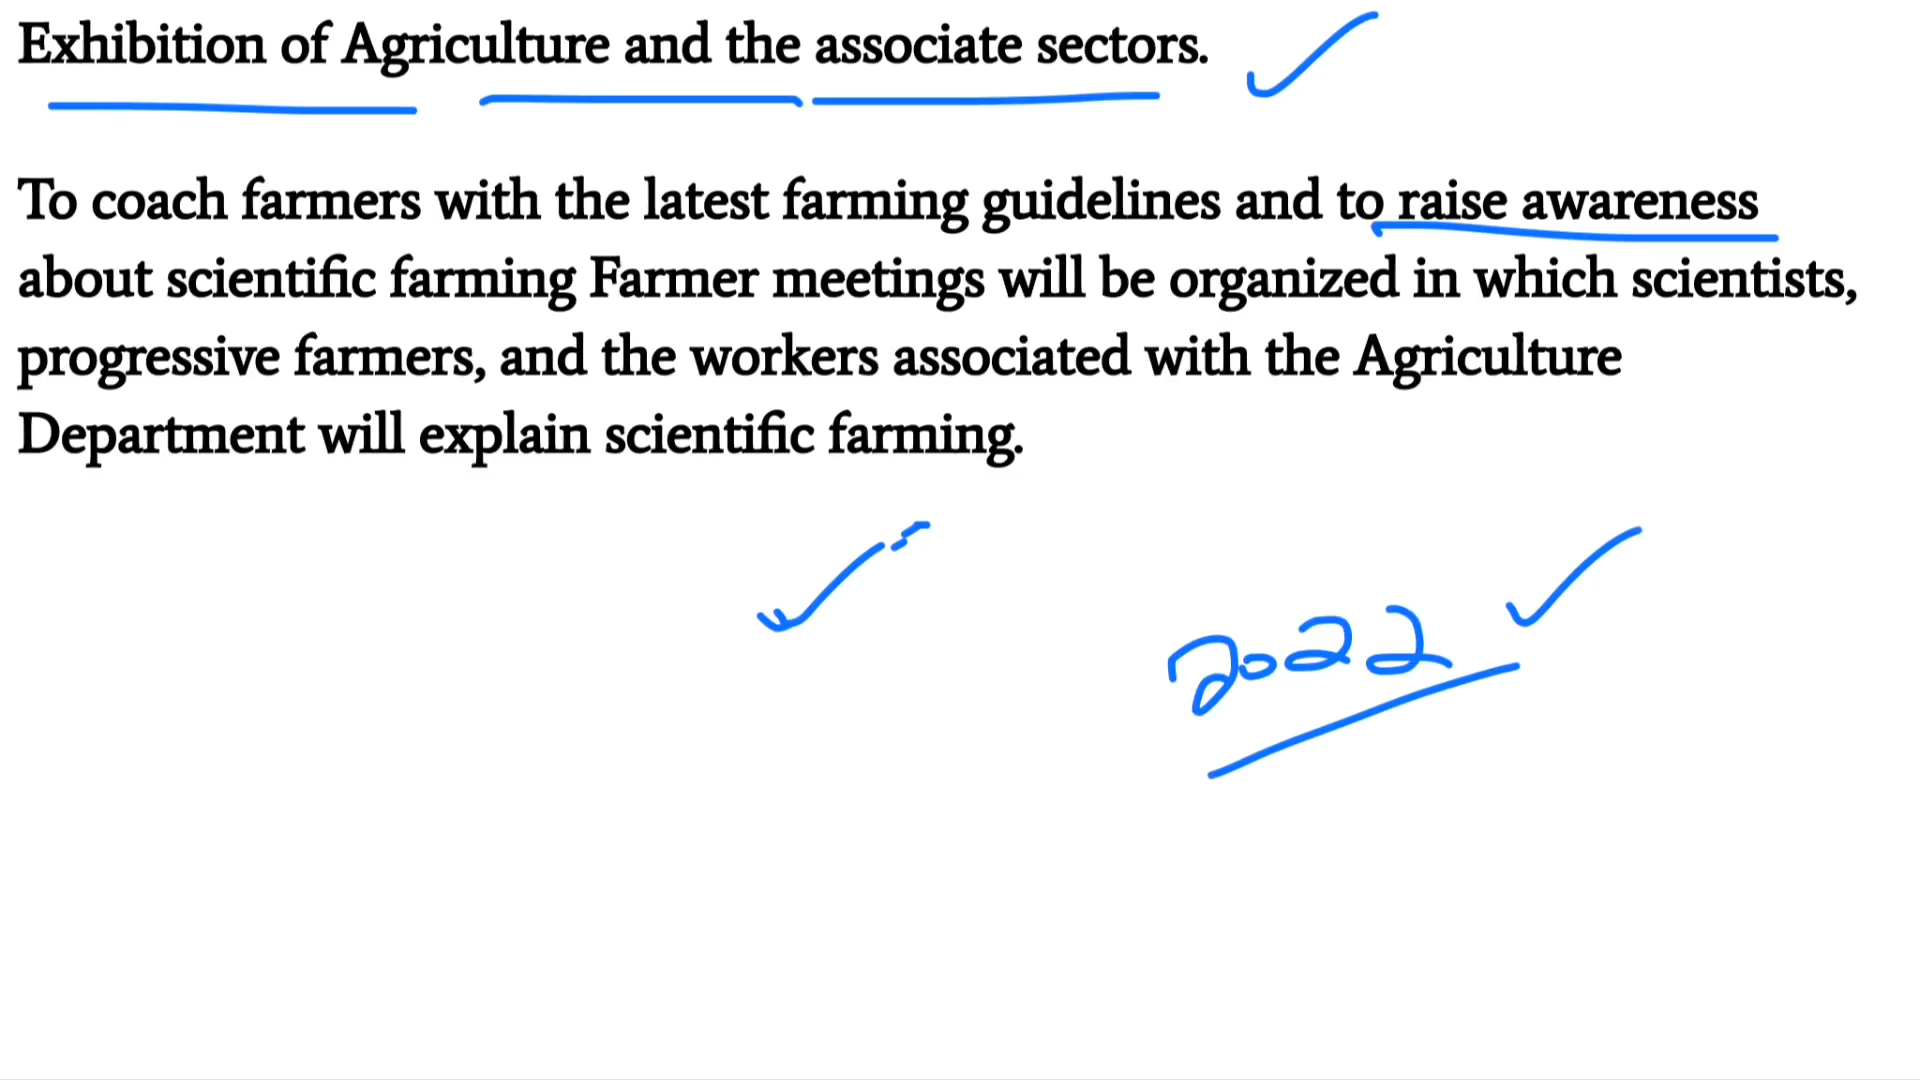 Exhibition of Agriculture and the associate sectors.
To coach farmers with the latest farming guidelines and to raise awareness
about scientific farming Farmer meetings will be organized in which scientists,
progressive farmers, and the workers associated with the Agriculture
Department will explain scientific farming.
2022